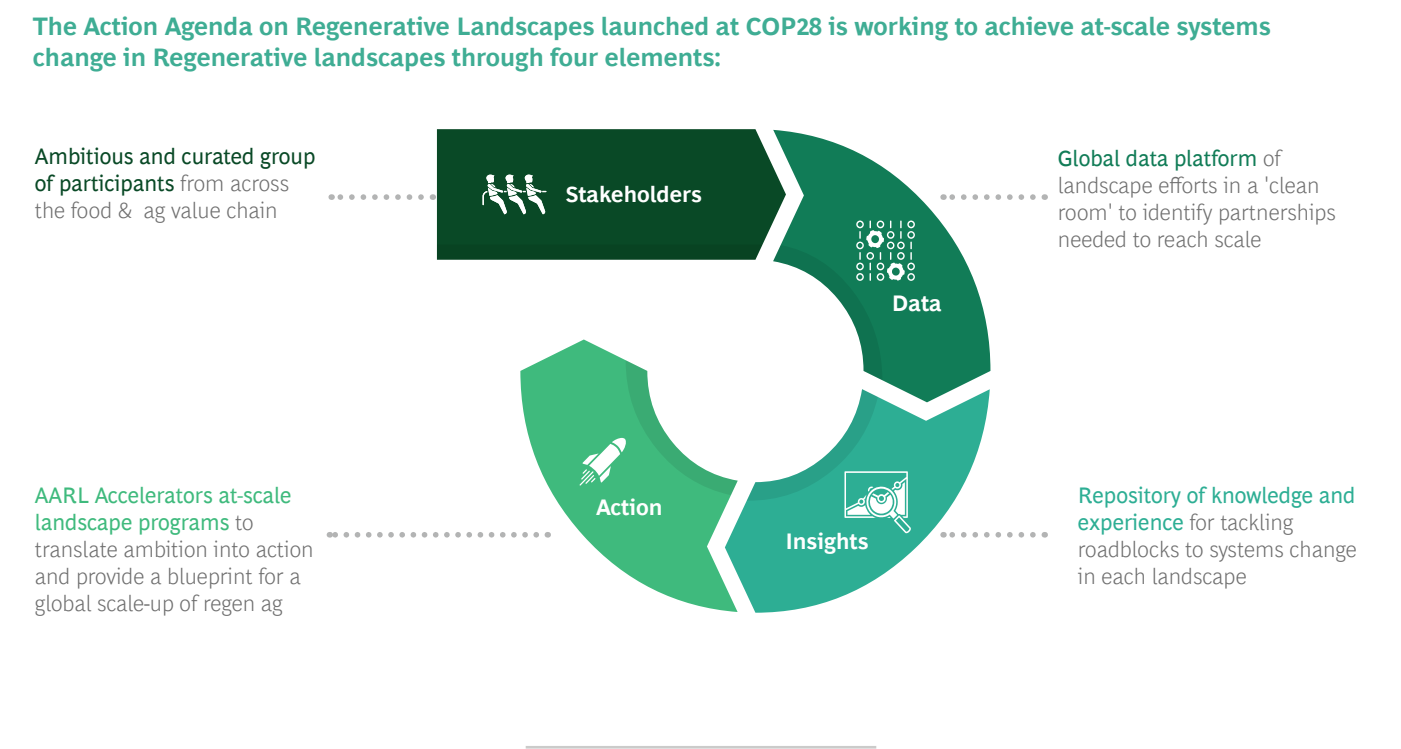 The Action Agenda on Regenerative Landscapes launched at COP28 is working to achieve at-scale systems
change in Regenerative landscapes through four elements:
Ambitious and curated group
of participants from across
the food & ag value chain
Stakeholders
Global data platform of
landscape efforts in a 'clean
room' to identify partnerships
needed to reach scale
Data
AARL Accelerators at-scale
landscape programs to
translate ambition into action
and provide a blueprint for a
global scale-up of regen ag
Action
Insights
Repository of knowledge and
experience for tackling
roadblocks to systems change
in each landscape